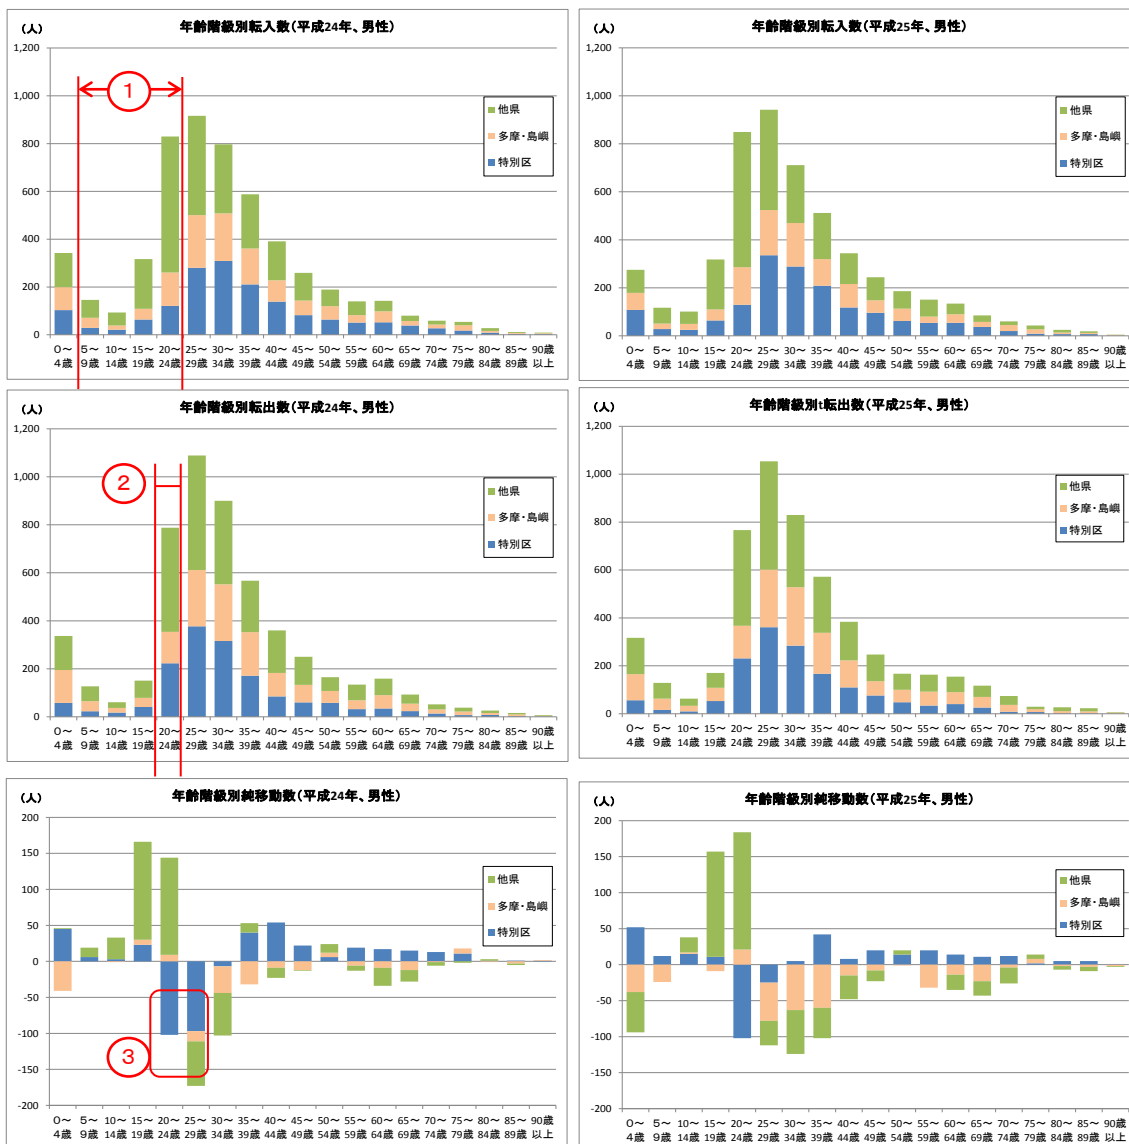 年齢階級別転入数(平成24年、男性)
(人)
1,200
1,000
800
600
400
200
0
①
他県
多摩・島嶼
特別区
0～ 5～ 10～ 15～ 20～ 25～ 30～ 35～ 40～ 45～ 50～ 55～ 60～ 65～ 70～ 75～ 80～ 85～ 90歳
4歳 9歳 14歳 19歳 24歳 29歳 34歳 39歳 44歳 49歳 54歳 59歳 64歳 69歳 74歳 79歳 84歳 89歳 以上
年齢階級別転入数(平成25年、男性)
(人)
1,200
1,000
800
600
400
200
0
他県
多摩・島嶼
特別区
0～ 5～ 10～ 15～ 20～ 25～ 30～ 35～ 40～ 45～ 50～ 55～ 60～ 65～ 70～ 75～ 80～ 85～ 90歳
4歳 9歳 14歳 19歳 24歳 29歳 34歳 39歳 44歳 49歳 54歳 59歳 64歳 69歳 74歳 79歳 84歳 89歳 以上
年齢階級別転出数(平成24年、男性)
(人)
1,200
1,000
800
600
400
200
0
②
他県
多摩・島嶼
特別区
0～ 5～ 10～ 15～ 20～ 25～ 30～ 35～ 40～ 45～ 50～ 55～ 60～ 65～ 70～ 75～ 80～ 85～ 90歳
4歳 9歳 14歳 19歳 24歳 29歳 34歳 39歳 44歳 49歳 54歳 59歳 64歳 69歳 74歳 79歳 84歳 89歳 以上
年齢階級別t転出数(平成25年、男性)
(人)
1,200
1,000
800
600
400
200
0
他県
多摩・島嶼
特別区
0～ 5～ 10～ 15～ 20～ 25～ 30～ 35～ 40～ 45～ 50～ 55～ 60～ 65～ 70～ 75～ 80～ 85～ 90歳
4歳 9歳 14歳 19歳 24歳 29歳 34歳 39歳 44歳 49歳 54歳 59歳 64歳 69歳 74歳 79歳 84歳 89歳 以上
年齢階級別純移動数(平成24年、男性)
(人)
200
150
100
50
0
-50
-100
-150
-200
③
他県
多摩・島嶼
特別区
0～ 5～ 10～ 15～ 20～ 25～ 30～ 35～ 40～ 45～ 50～ 55～ 60～ 65～ 70～ 75～ 80～ 85～ 90歳
4歳 9歳 14歳 19歳 24歳 29歳 34歳 39歳 44歳 49歳 54歳 59歳 64歳 69歳 74歳 79歳 84歳 89歳 以上
年齢階級別純移動数(平成25年、男性)
(人)
200
150
100
50
0
-50
-100
-150
-200
他県
多摩・島嶼
特別区
0～ 5～ 10～ 15～ 20～ 25～ 30～ 35～ 40～ 45～ 50～ 55～ 60～ 65～ 70～ 75～ 80～ 85～ 90歳
4歳 9歳 14歳 19歳 24歳 29歳 34歳 39歳 44歳 49歳 54歳 59歳 64歳 69歳 74歳 79歳 84歳 89歳 以上